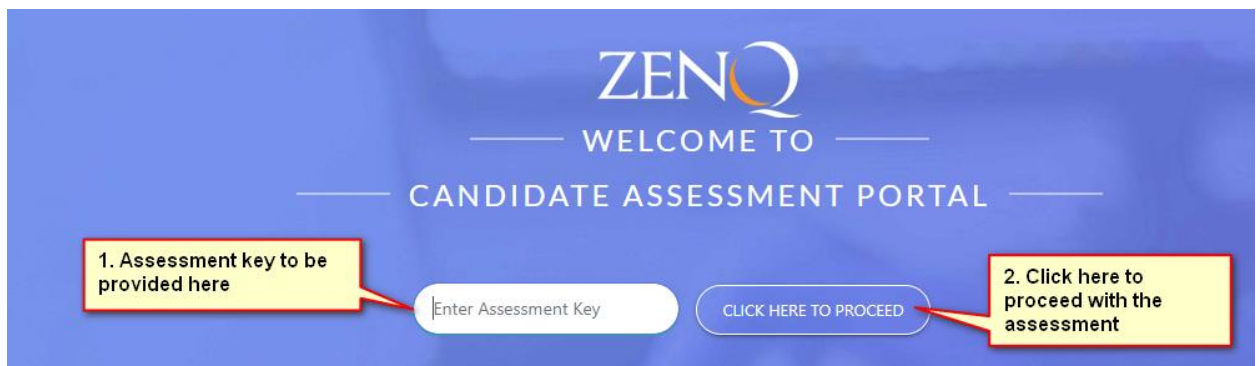 ZENQ
WELCOME TO
CANDIDATE ASSESSMENT PORTAL
1. Assessment key to be
provided here
Enter Assessment Key
CLICK HERE TO PROCEED
2. Click here to
proceed with the
assessment